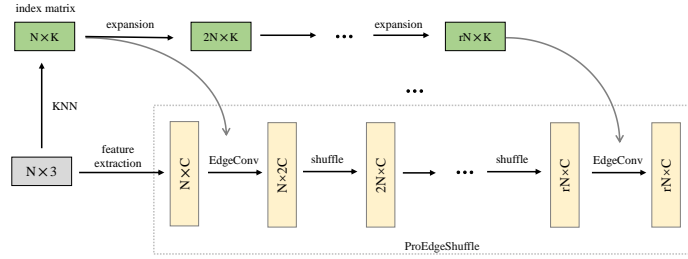 index matrix
N×K
expansion
2N×K
...
expansion
rN×K
KNN
...
N×3
feature
extraction
N×C
EdgeConv
N×2C
shuffle
2N×C
...
shuffle
rN×C
EdgeConv
rN×C
ProEdgeShuffle